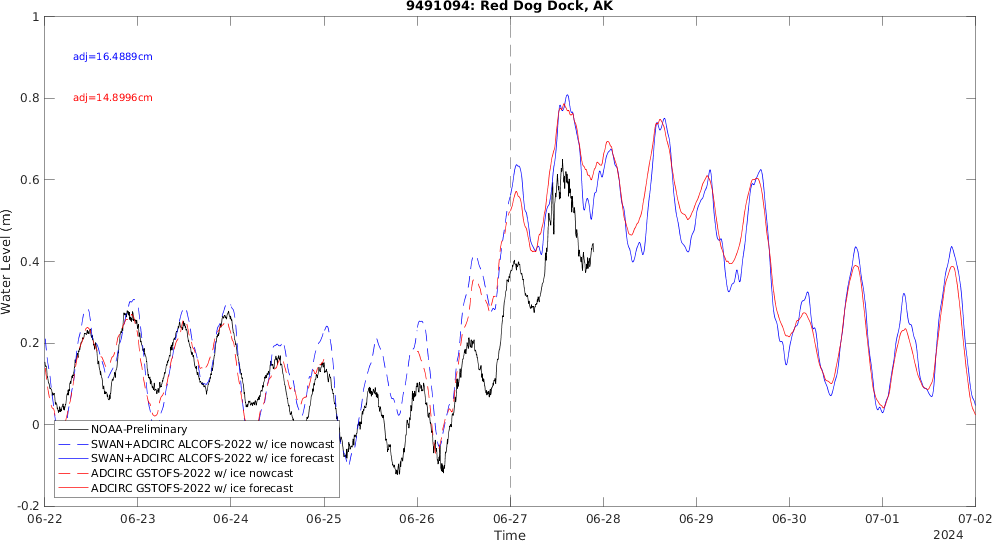 9491094: Red Dog Dock, AK
1
adj=16.4889cm
adj=14.8996cm
0.8
0.6
0.4
0.2
0
-0.2
Water Level (m)
NOAA-Preliminary
SWAN+ADCIRC ALCOFS-2022 w/ ice nowcast
SWAN+ADCIRC ALCOFS-2022 w/ ice forecast
ADCIRC GSTOFS-2022 w/ ice nowcast
ADCIRC GSTOFS-2022 w/ ice forecast
06-22 06-23 06-24 06-25 06-26 06-27 06-28 06-29 06-30 07-01 07-02
Time
2024